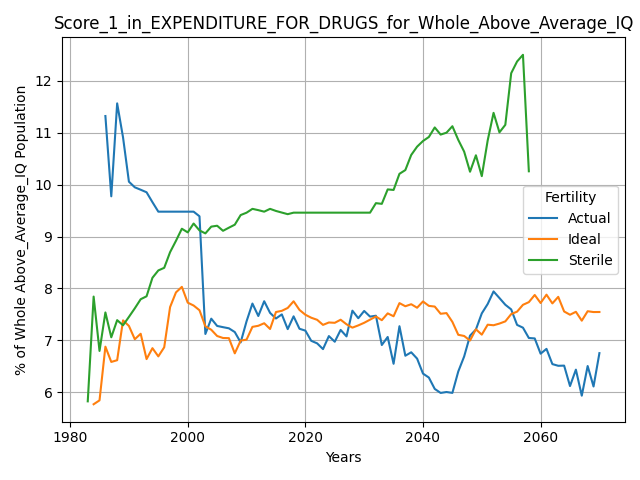 Score_1_in_EXPENDITURE_FOR_DRUGS_for_Whole_Above_Average_IQ
% of Whole Above_Average_IQ Population
12
11
10
9
8
7
6
Fertility
Actual
Ideal
Sterile
1980 2000 2020 2040 2060
Years